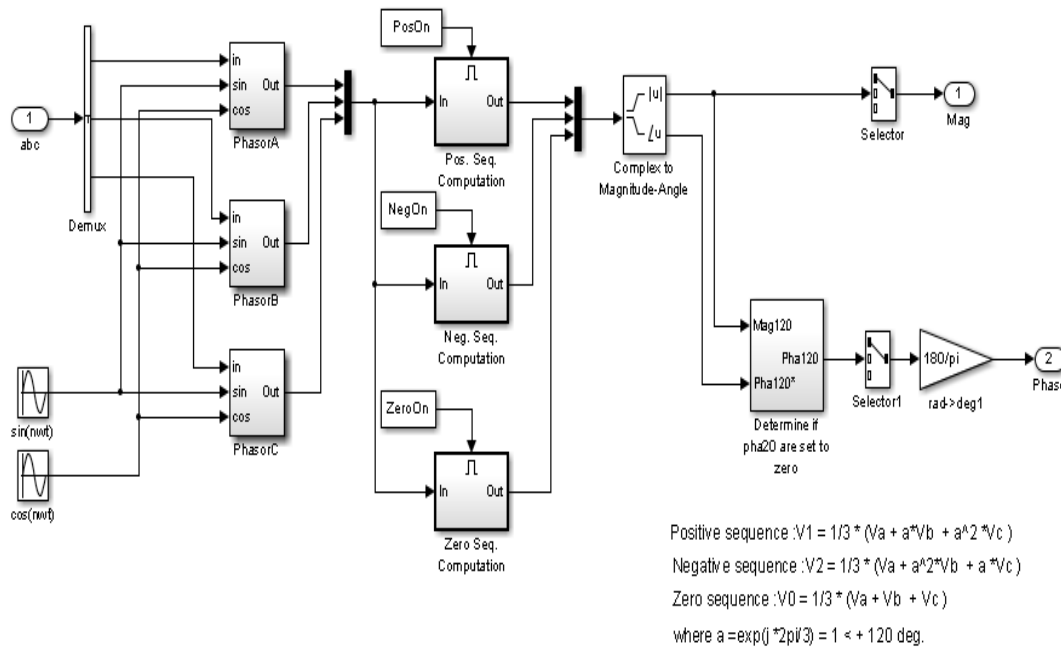 1
abc
Demux
in
sin
cos
Out
PhasorA
in
sin
cos
Out
PhasorB
in
sin
cos
Out
PhasorC
sin(nwt)
cos(nwt)
PosOn
In
Out
Pos. Seq.
Computation
NegOn
In
Out
Neg. Seq.
Computation
ZeroOn
In
Out
Zero Seq.
Computation
|u|
∠u
Complex to
Magnitude-Angle
Selector
1
Mag
Mag120
Pha120
Pha120*
Determine if
pha20 are set to
zero
Selector1
180/pi
rad->deg1
2
Phase
Positive sequence :V1 = 1/3 * (Va + a*Vb + a^2 *Vc )
Negative sequence :V2 = 1/3 * (Va + a^2*Vb + a *Vc )
Zero sequence :V0 = 1/3 * (Va + Vb + Vc )
where a =exp(j *2pi/3) = 1 < + 120 deg.